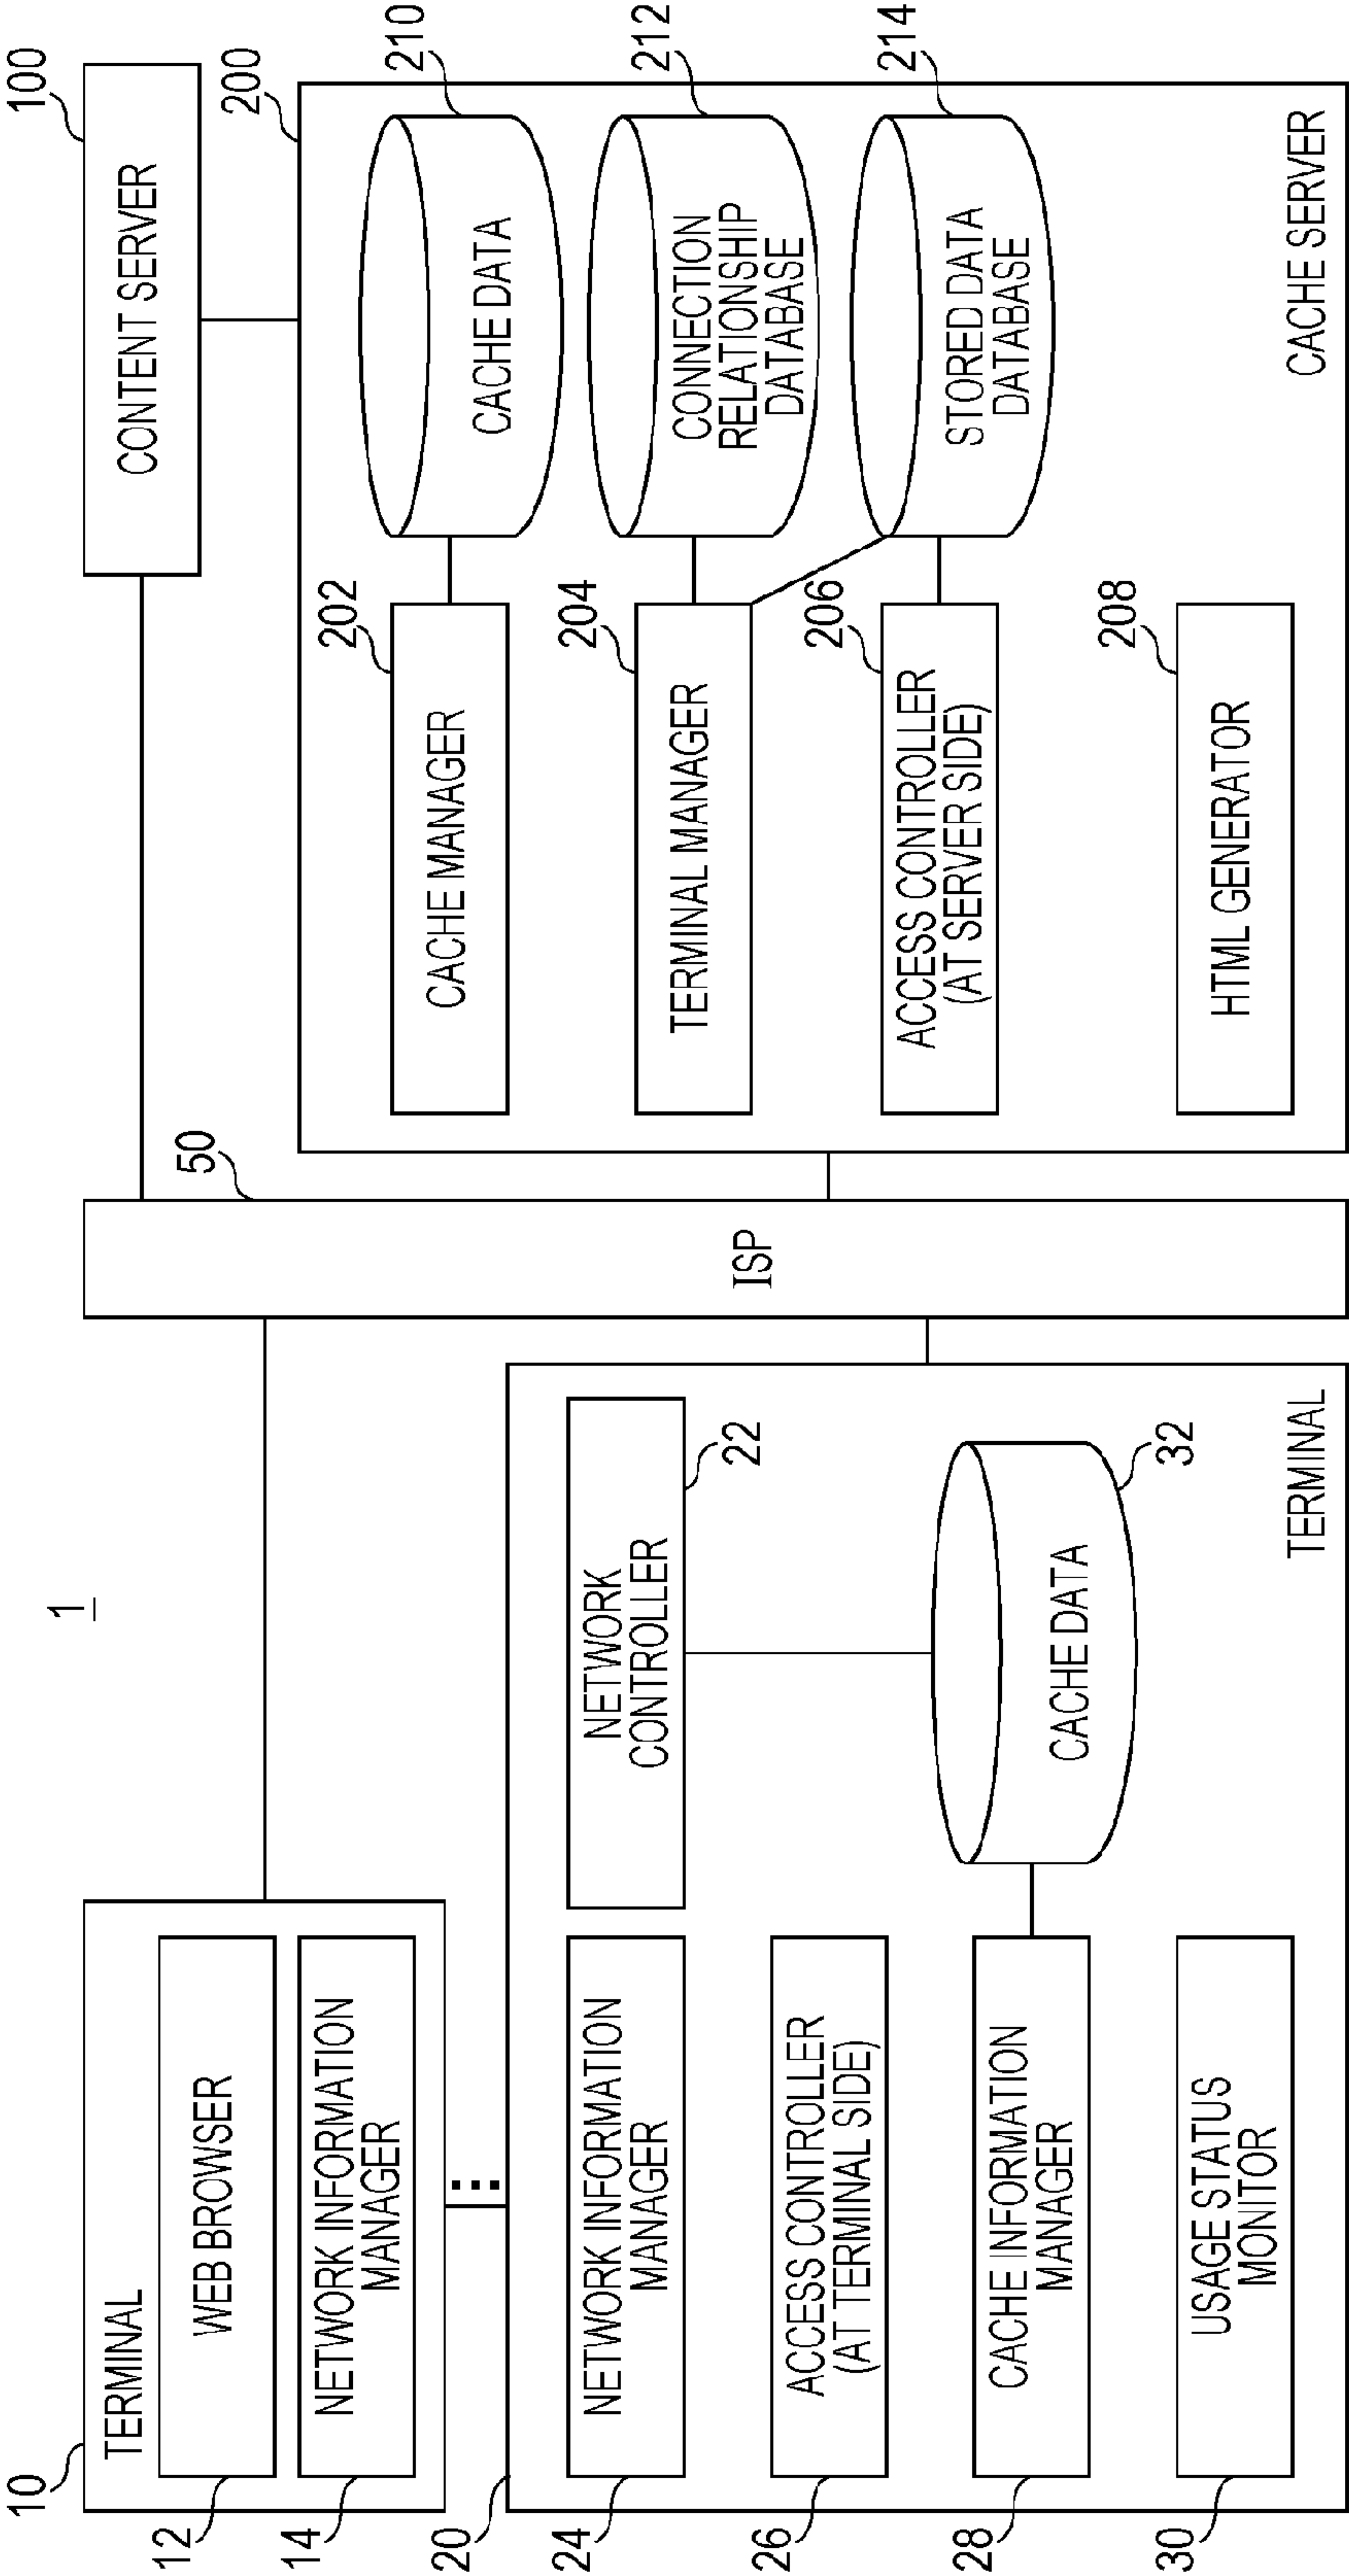 1
10
TERMINAL
12
WEB BROWSER
14
NETWORK INFORMATION
MANAGER
20
24
NETWORK INFORMATION
MANAGER
26
ACCESS CONTROLLER
(AT TERMINAL SIDE)
28
CACHE INFORMATION
MANAGER
30
USAGE STATUS
MONITOR
NETWORK
CONTROLLER
22
CACHE DATA
32
TERMINAL
50
ISP
100
CONTENT SERVER
200
202
CACHE MANAGER
204
TERMINAL MANAGER
206
ACCESS CONTROLLER
(AT SERVER SIDE)
208
HTML GENERATOR
210
CACHE DATA
212
CONNECTION
RELATIONSHIP
DATABASE
214
STORED DATA
DATABASE
CACHE SERVER